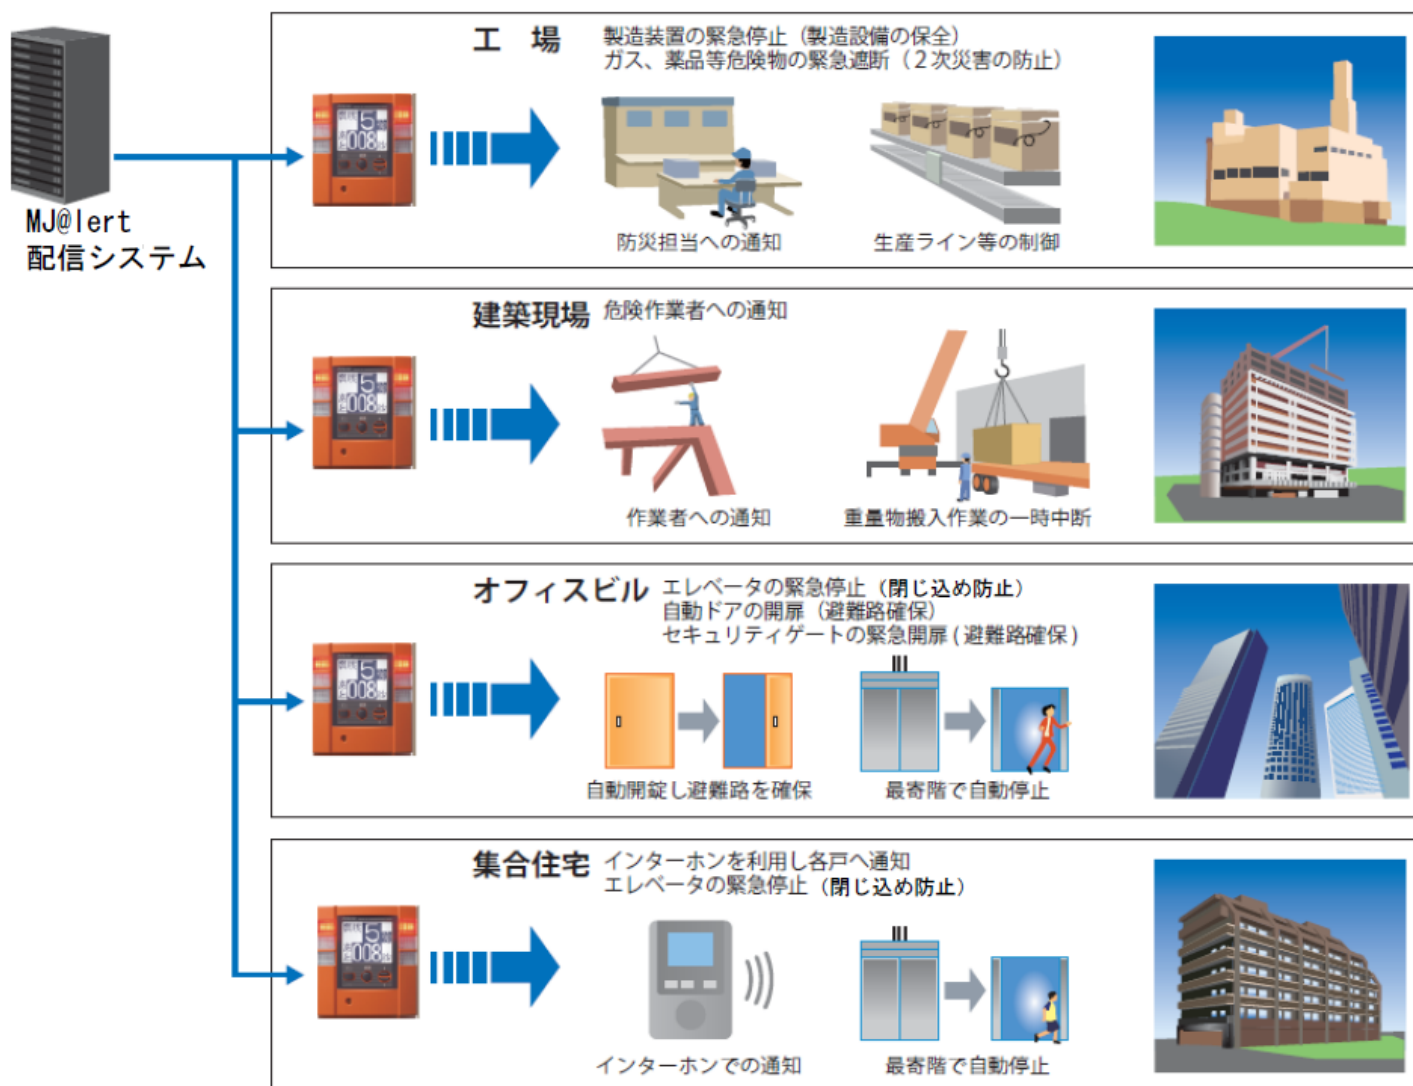 MJ@lert
配信システム
工 場
製造装置の緊急停止（製造設備の保全）
ガス、薬品等危険物の緊急遮断（２次災害の防止）
防災担当への通知
生産ライン等の制御
建築現場
危険作業者への通知
作業者への通知
重量物搬入作業の一時中断
オフィスビル
エレベータの緊急停止（閉じ込め防止）
自動ドアの開扉（避難路確保）
セキュリティゲートの緊急開扉（避難路確保）
自動開錠し避難路を確保
最寄階で自動停止
集合住宅
インターホンを利用し各戸へ通知
エレベータの緊急停止（閉じ込め防止）
インターホンでの通知
最寄階で自動停止